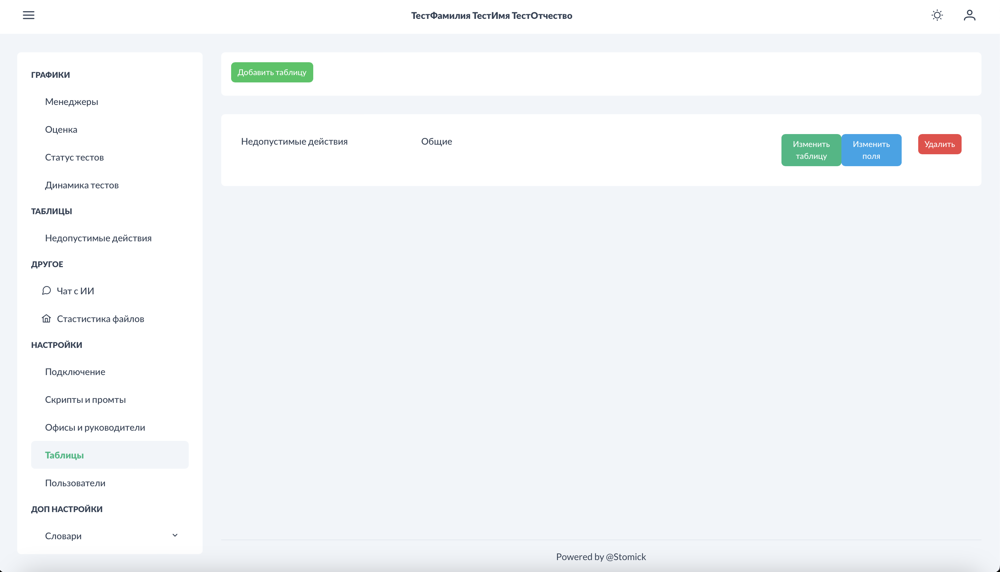 ТестФамилия ТестИмя ТестОтчество
ГРАФИКИ
Менеджеры
Оценка
Статус тестов
Динамика тестов
ТАБЛИЦЫ
Недопустимые действия
ДРУГОЕ
Чат с ИИ
Стастистика файлов
НАСТРОЙКИ
Подключение
Скрипты и промты
Офисы и руководители
Таблицы
Пользователи
ДОП НАСТРОЙКИ
Словари
Добавить таблицу
Недопустимые действия
Общие
Изменить
таблицу
Изменить
поля
Удалить
Powered by @Stomick